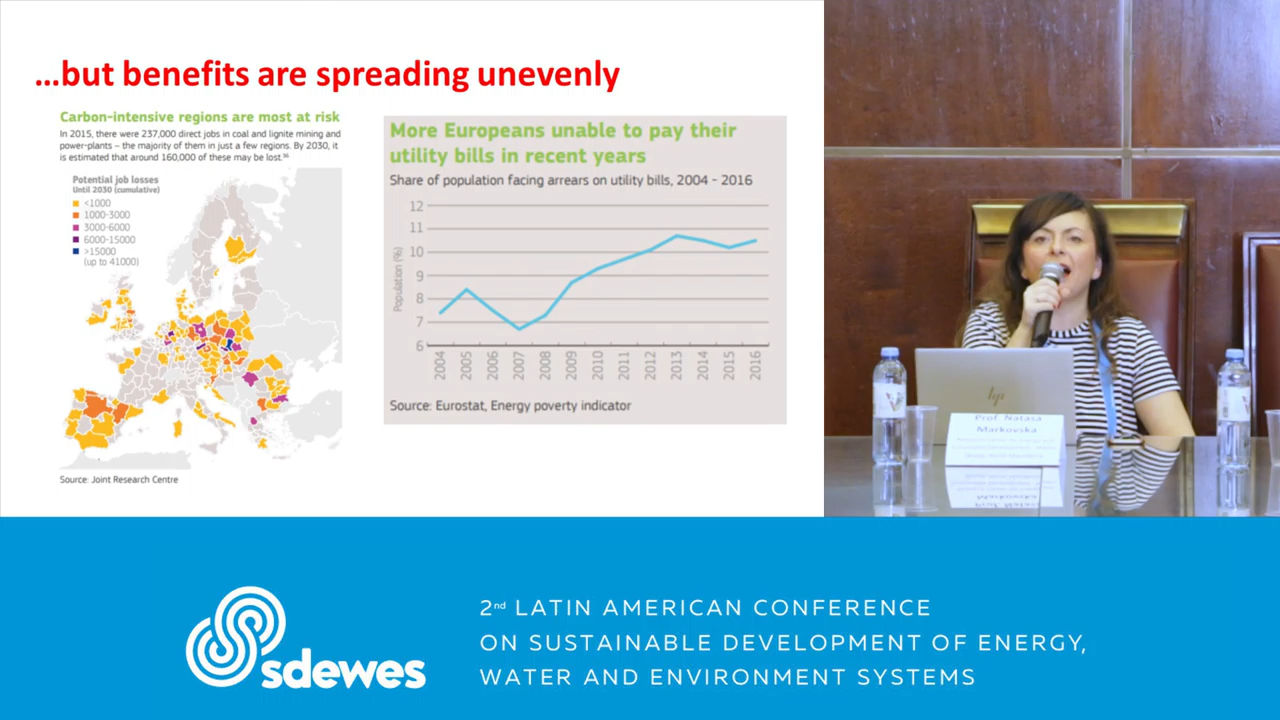 ...but benefits are spreading unevenly
Carbon-intensive regions are most at risk
In 2015, there were 237,000 direct jobs in coal and lignite mining and
power-plants – the majority of them in just a few regions. By 2030, it
is estimated that around 160,000 of these may be lost.³⁶
Potential job losses
Until 2030 (cumulative)
<1000
1000-3000
3000-6000
6000-15000
>15000
(up to 41000)
Source: Joint Research Centre
More Europeans unable to pay their
utility bills in recent years
Share of population facing arrears on utility bills, 2004 - 2016
Population (%)
12
11
10
9
8
7
6
2004 2005 2006 2007 2008 2009 2010 2011 2012 2013 2014 2015 2016
Source: Eurostat, Energy poverty indicator
hp
Prof. Natasa
Markovska
sdewes
2nd LATIN AMERICAN CONFERENCE
ON SUSTAINABLE DEVELOPMENT OF ENERGY,
WATER AND ENVIRONMENT SYSTEMS